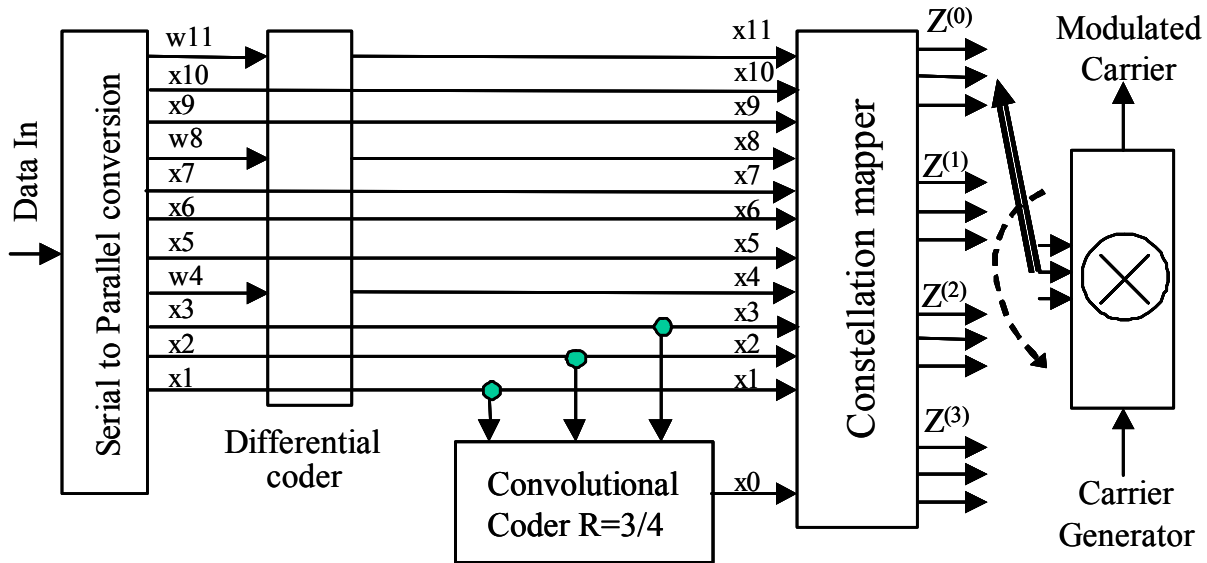 Data In
Serial to Parallel conversion
w11
x10
x9
w8
x7
x6
x5
w4
x3
x2
x1
Differential
coder
Convolutional
Coder R=3/4
x11
x10
x9
x8
x7
x6
x5
x4
x3
x2
x1
x0
Constellation mapper
Z(0)
Z(1)
Z(2)
Z(3)
Modulated
Carrier
Carrier
Generator